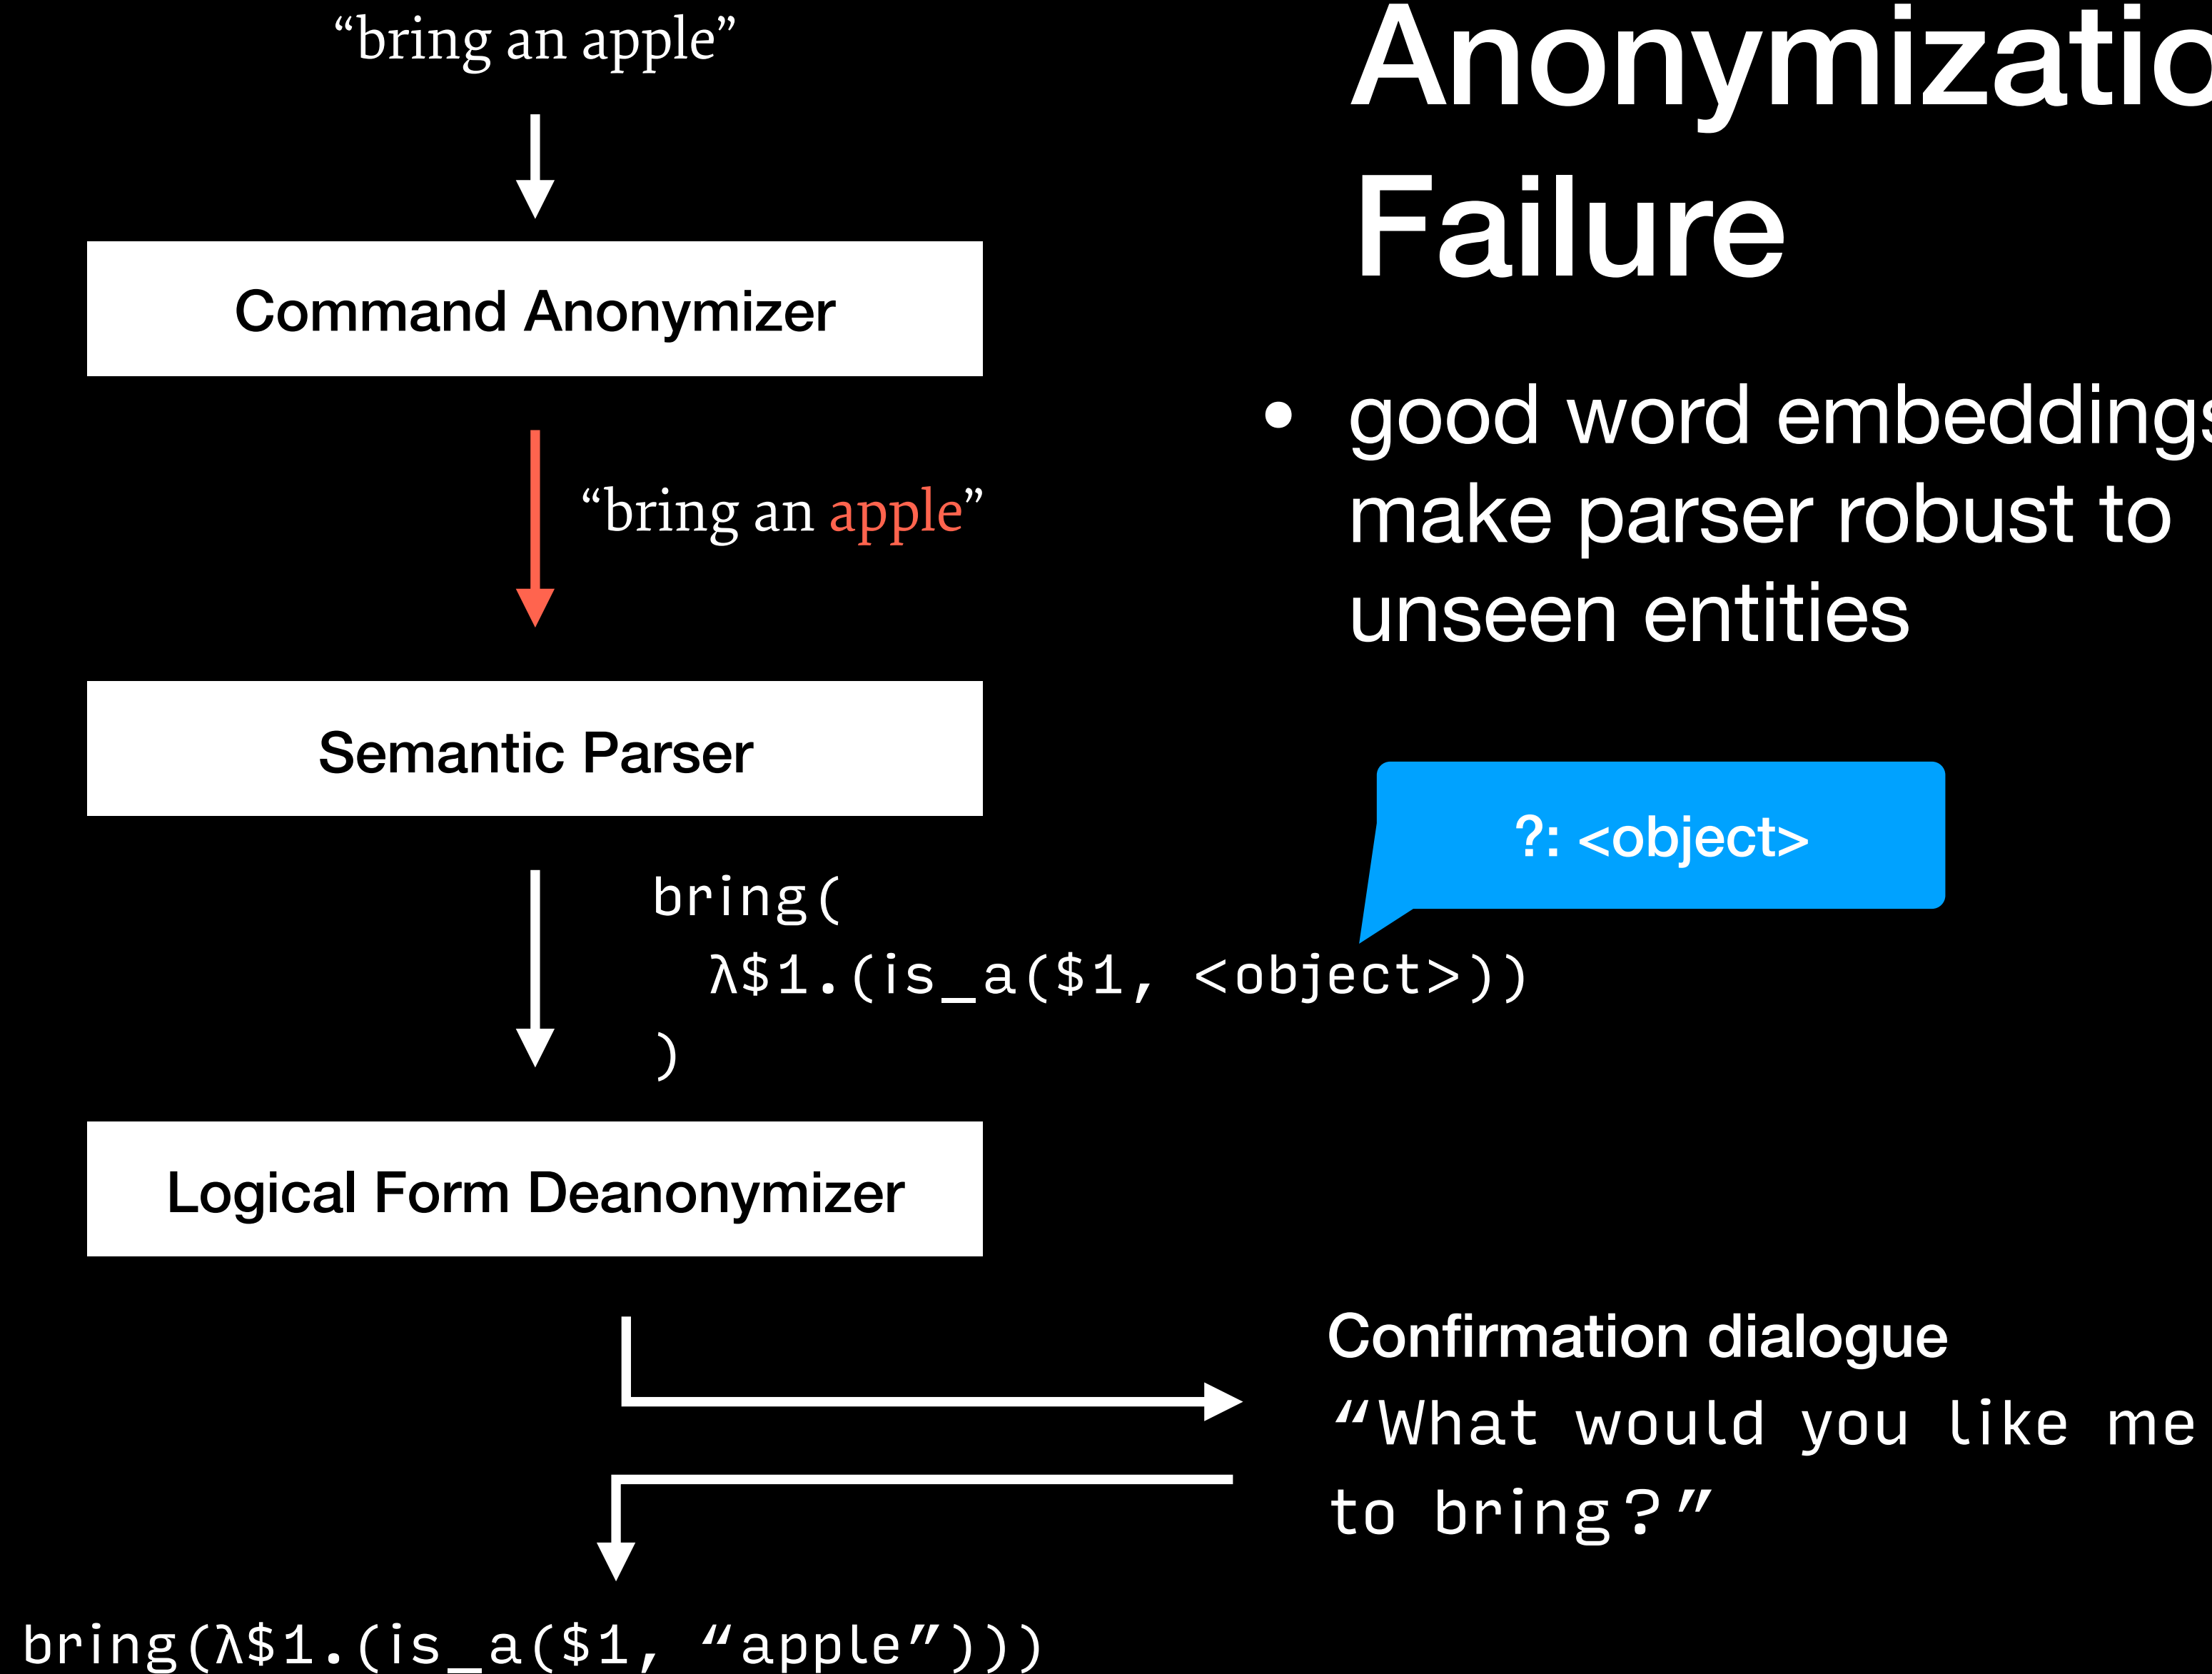 “bring an apple”
Anonymizatio
Failure
Command Anonymizer
• good word embeddings
make parser robust to
unseen entities
“bring an apple”
Semantic Parser
?: <object>
bring(
λ$1.(is_a($1, <object>))
)
Logical Form Deanonymizer
Confirmation dialogue
“What would you like me
to bring?”
bring(λ$1.(is_a($1, “apple”)))